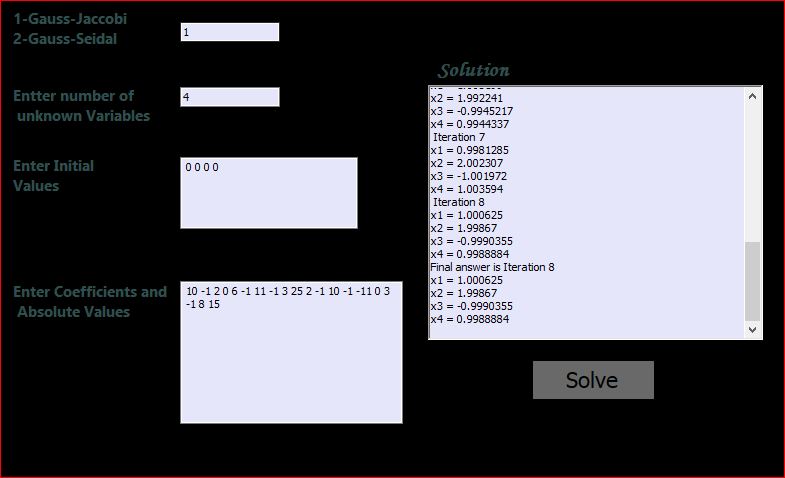 1-Gauss-Jaccobi
2-Gauss-Seidal
1
Entter number of
unknown Variables
4
Enter Initial
Values
0 0 0 0
Enter Coefficients and
Absolute Values
10 -1 2 0 6 -1 11 -1 3 25 2 -1 10 -1 -11 0 3
-1 8 15
Solution
x2 = 1.992241
x3 = -0.9945217
x4 = 0.9944337
Iteration 7
x1 = 0.9981285
x2 = 2.002307
x3 = -1.001972
x4 = 1.003594
Iteration 8
x1 = 1.000625
x2 = 1.99867
x3 = -0.9990355
x4 = 0.9988884
Final answer is Iteration 8
x1 = 1.000625
x2 = 1.99867
x3 = -0.9990355
x4 = 0.9988884
Solve